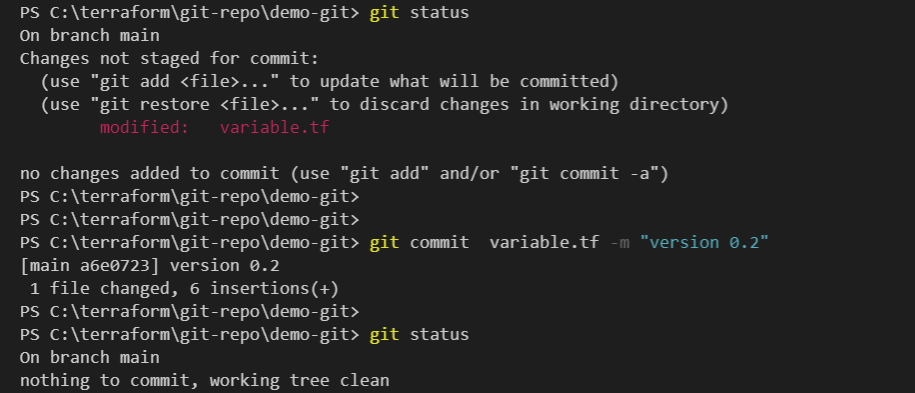 PS C:\terraform\git-repo\demo-git> git status
On branch main
Changes not staged for commit:
  (use "git add <file>..." to update what will be committed)
  (use "git restore <file>..." to discard changes in working directory)
        modified:   variable.tf

no changes added to commit (use "git add" and/or "git commit -a")
PS C:\terraform\git-repo\demo-git>
PS C:\terraform\git-repo\demo-git>
PS C:\terraform\git-repo\demo-git> git commit  variable.tf -m "version 0.2"
[main a6e0723] version 0.2
 1 file changed, 6 insertions(+)
PS C:\terraform\git-repo\demo-git>
PS C:\terraform\git-repo\demo-git> git status
On branch main
nothing to commit, working tree clean